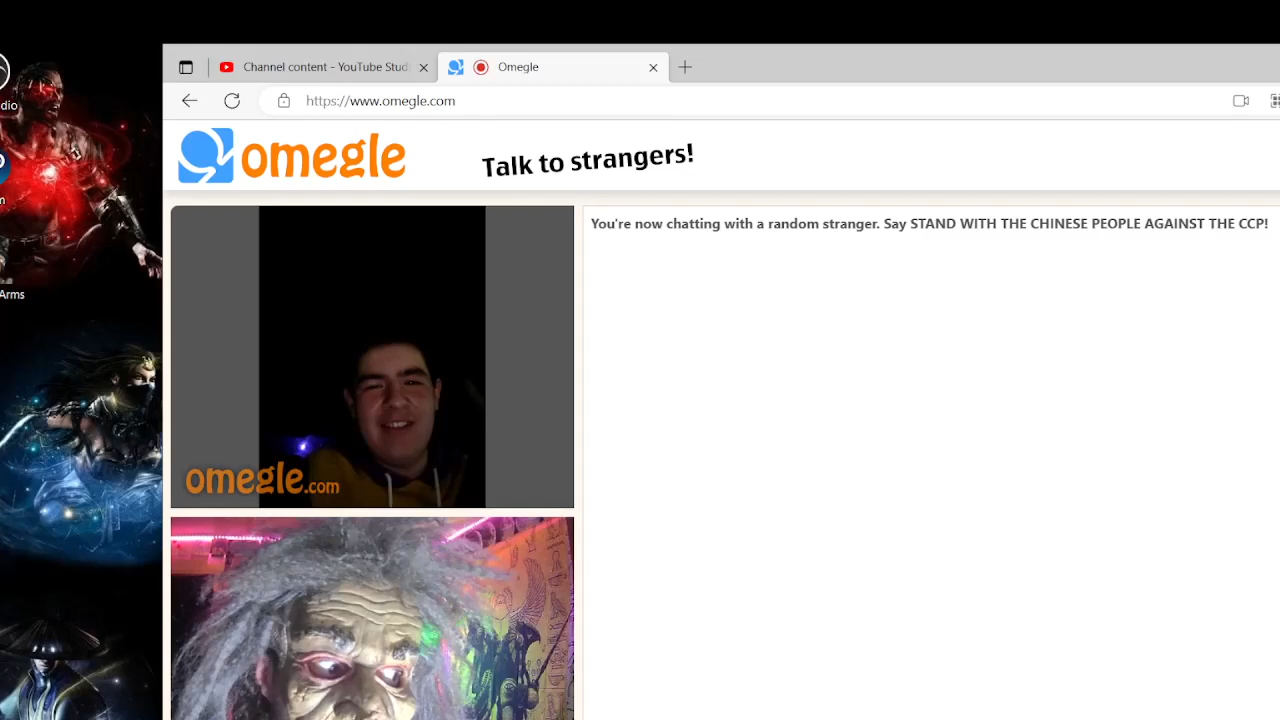 Channel content - YouTube Stud
Omegle
dio
https://www.omegle.com
omegle
Talk to strangers!
m
You're now chatting with a random stranger. Say STAND WITH THE CHINESE PEOPLE AGAINST THE CCP!
Arms
omegle.com